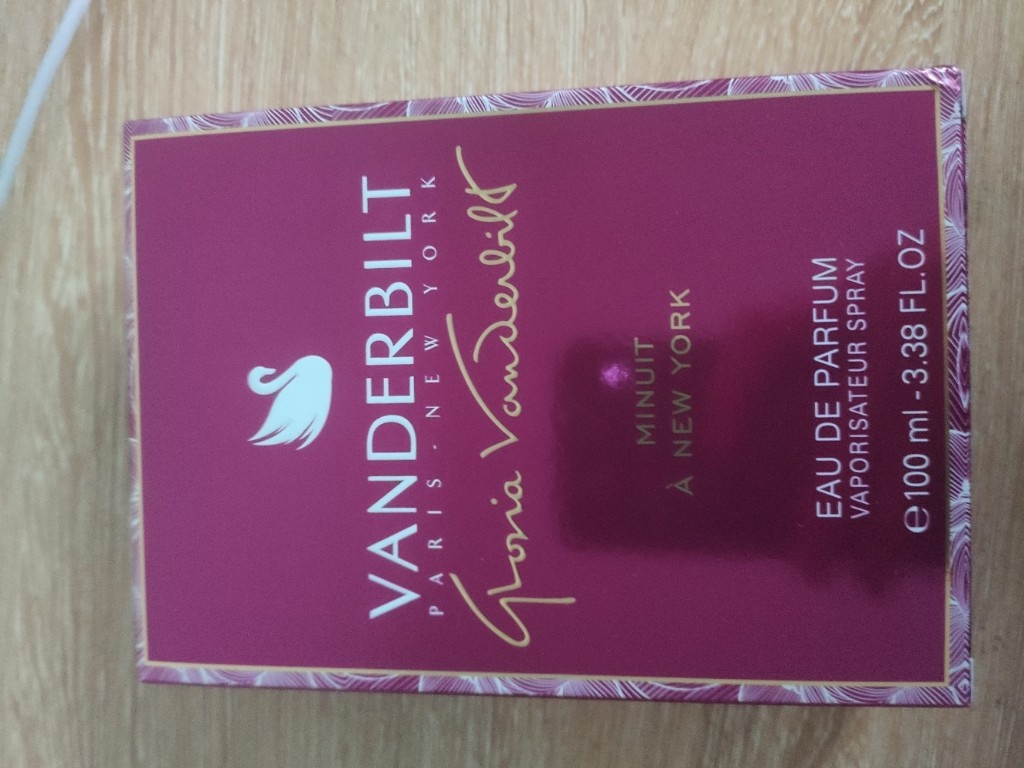 VANDERBILT
PARIS · NEW YORK
Gloria Vanderbilt
MINUIT
À NEW YORK
EAU DE PARFUM
VAPORISATEUR SPRAY
℮100 ml - 3.38 FL.OZ